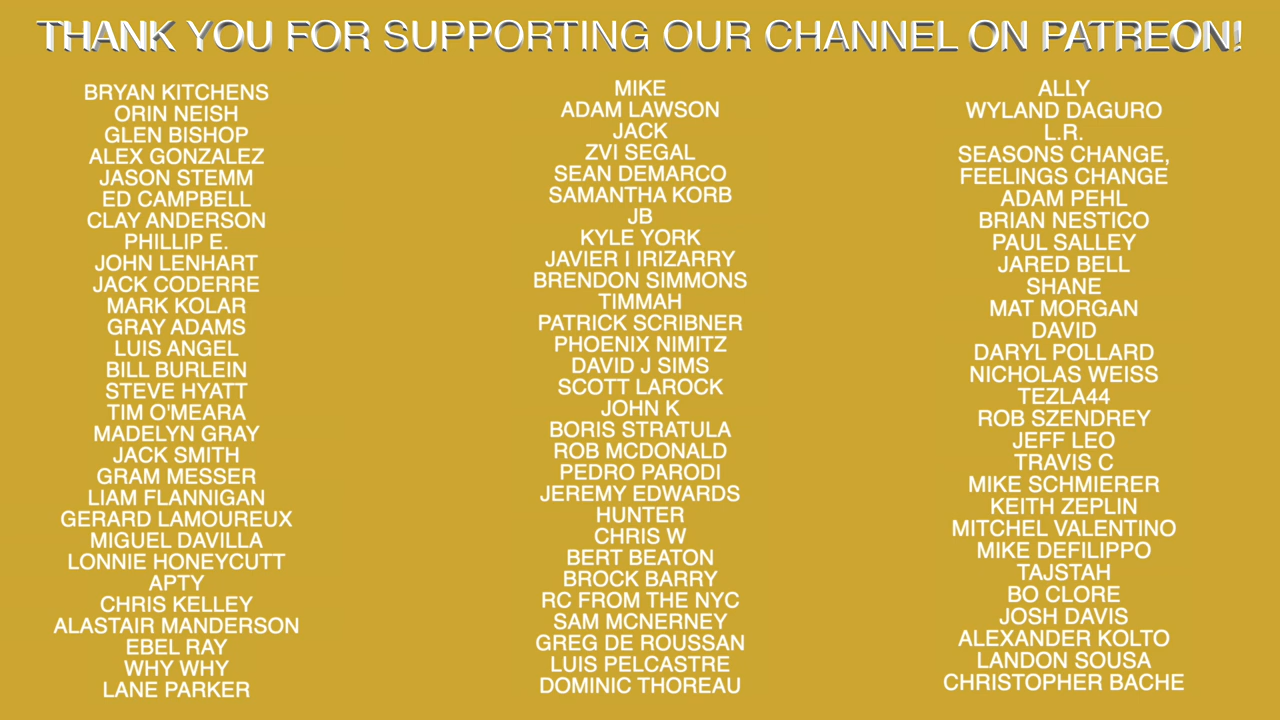 THANK YOU FOR SUPPORTING OUR CHANNEL ON PATREON!
BRYAN KITCHENS
ORIN NEISH
GLEN BISHOP
ALEX GONZALEZ
JASON STEMM
ED CAMPBELL
CLAY ANDERSON
PHILLIP E.
JOHN LENHART
JACK CODERRE
MARK KOLAR
GRAY ADAMS
LUIS ANGEL
BILL BURLEIN
STEVE HYATT
TIM O'MEARA
MADELYN GRAY
JACK SMITH
GRAM MESSER
LIAM FLANNIGAN
GERARD LAMOUREUX
MIGUEL DAVILLA
LONNIE HONEYCUTT
APTY
CHRIS KELLEY
ALASTAIR MANDERSON
EBEL RAY
WHY WHY
LANE PARKER
MIKE
ADAM LAWSON
JACK
ZVI SEGAL
SEAN DEMARCO
SAMANTHA KORB
JB
KYLE YORK
JAVIER I IRIZARRY
BRENDON SIMMONS
TIMMAH
PATRICK SCRIBNER
PHOENIX NIMITZ
DAVID J SIMS
SCOTT LAROCK
JOHN K
BORIS STRATULA
ROB MCDONALD
PEDRO PARODI
JEREMY EDWARDS
HUNTER
CHRIS W
BERT BEATON
BROCK BARRY
RC FROM THE NYC
SAM MCNERNEY
GREG DE ROUSSAN
LUIS PELCASTRE
DOMINIC THOREAU
ALLY
WYLAND DAGURO
L.R.
SEASONS CHANGE,
FEELINGS CHANGE
ADAM PEHL
BRIAN NESTICO
PAUL SALLEY
JARED BELL
SHANE
MAT MORGAN
DAVID
DARYL POLLARD
NICHOLAS WEISS
TEZLA44
ROB SZENDREY
JEFF LEO
TRAVIS C
MIKE SCHMIERER
KEITH ZEPLIN
MITCHEL VALENTINO
MIKE DEFILIPPO
TAJSTAH
BO CLORE
JOSH DAVIS
ALEXANDER KOLTO
LANDON SOUSA
CHRISTOPHER BACHE